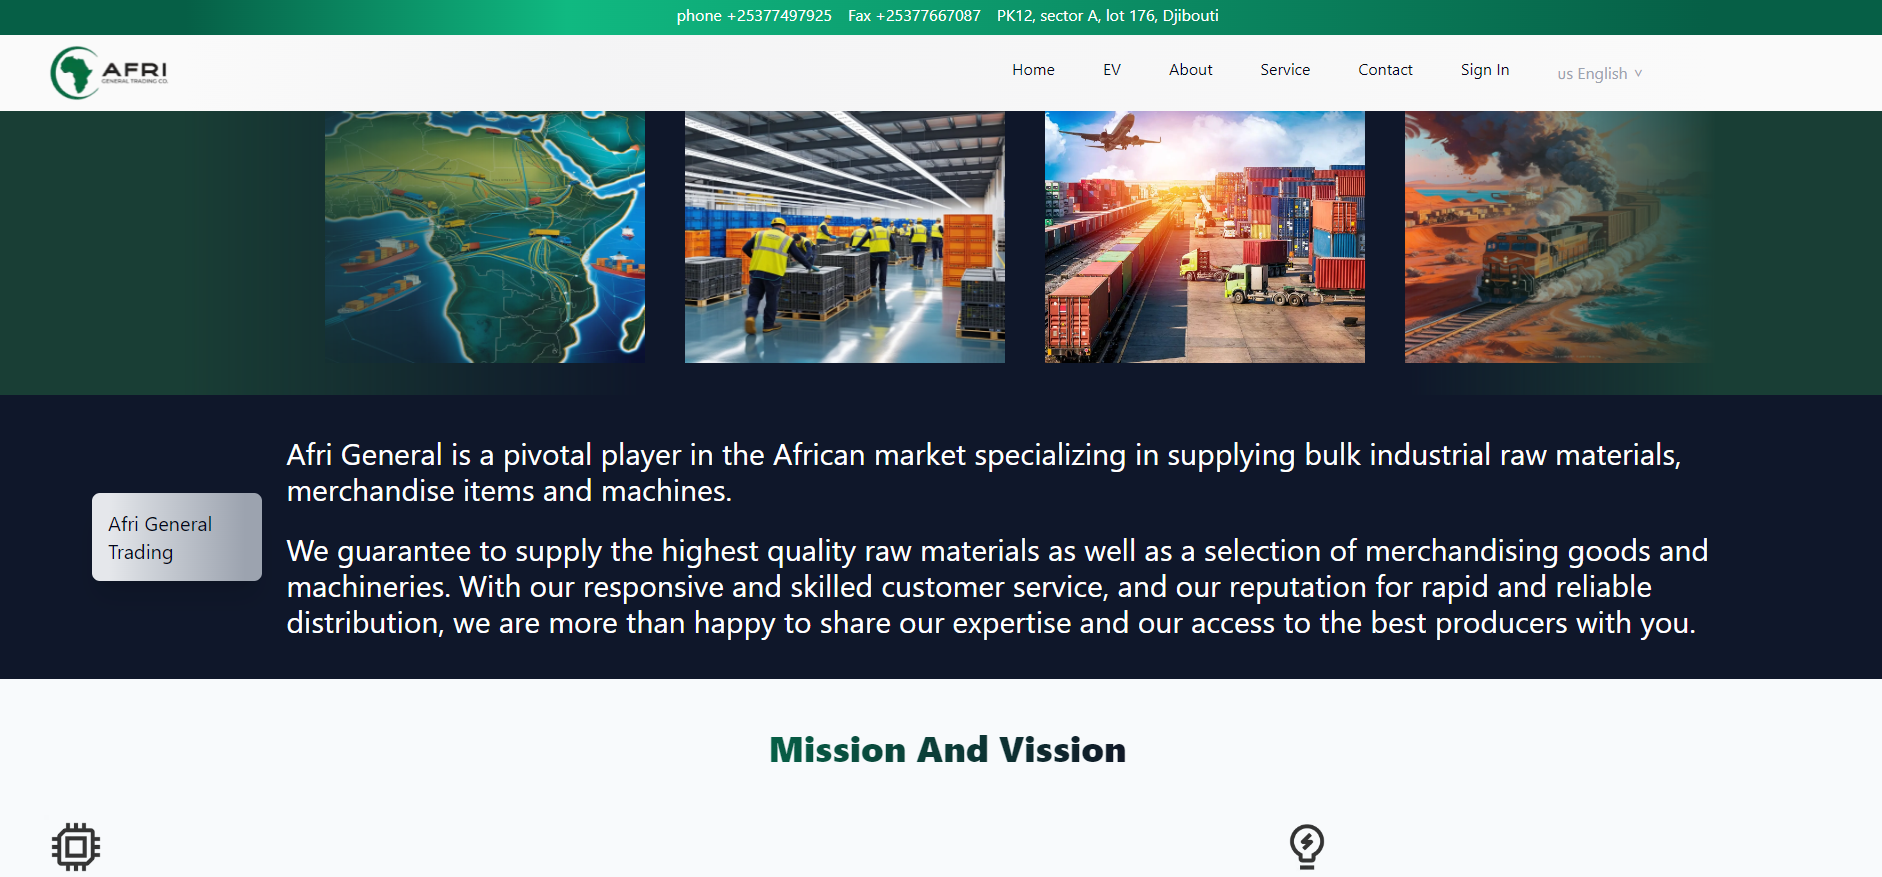 phone +25377497925 Fax +25377667087 PK12, sector A, lot 176, Djibouti
AFRI
GENERAL TRADING CO.
Home EV About Service Contact Sign In us English
Afri General is a pivotal player in the African market specializing in supplying bulk industrial raw materials,
merchandise items and machines.
Afri General
Trading
We guarantee to supply the highest quality raw materials as well as a selection of merchandising goods and
machineries. With our responsive and skilled customer service, and our reputation for rapid and reliable
distribution, we are more than happy to share our expertise and our access to the best producers with you.
Mission And Vission